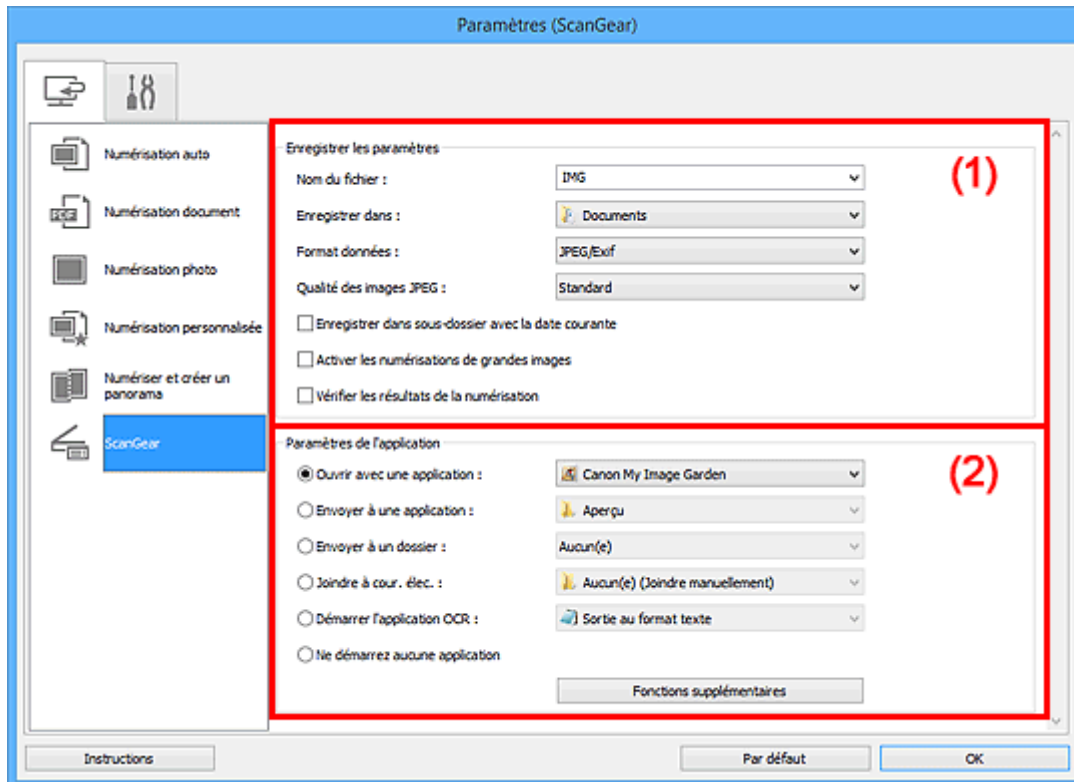 Paramètres (ScanGear)
Numérisation auto
Numérisation document
Numérisation photo
Numérisation personnalisée
Numériser et créer un
panorama
ScanGear
PDF
Enregistrer les paramètres
(1)
Nom du fichier : IMG
Enregistrer dans : Documents
Format données : JPEG/Exif
Qualité des images JPEG : Standard
Enregistrer dans sous-dossier avec la date courante
Activer les numérisations de grandes images
Vérifier les résultats de la numérisation
Paramètres de l'application
(2)
Ouvrir avec une application : Canon My Image Garden
Envoyer à une application : Aperçu
Envoyer à un dossier : Aucun(e)
Joindre à cour. élec. : Aucun(e) (Joindre manuellement)
Démarrer l'application OCR : Sortie au format texte
Ne démarrez aucune application
Fonctions supplémentaires
Instructions
Par défaut
OK